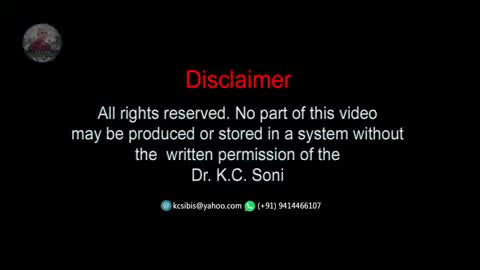 Disclaimer
All rights reserved. No part of this video
may be produced or stored in a system without
the written permission of the
Dr. K.C. Soni
kcsibis@yahoo.com (+91) 9414466107